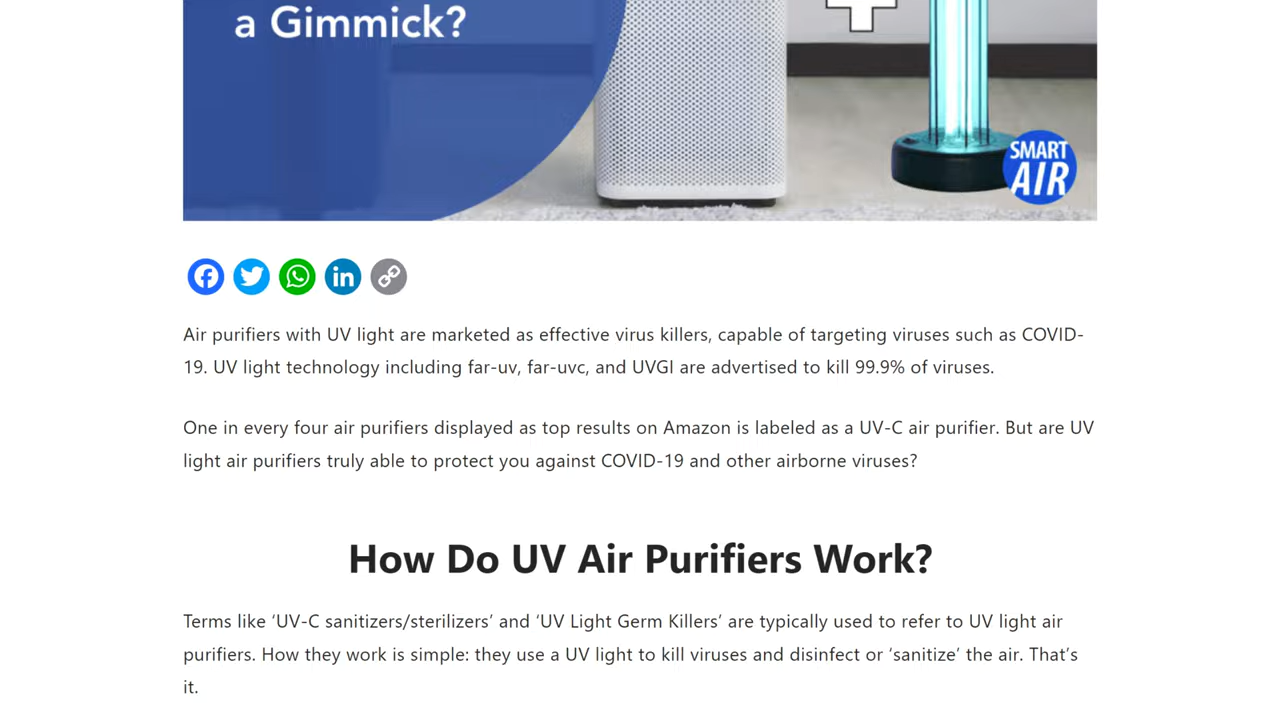 a Gimmick?
SMART
AIR
Air purifiers with UV light are marketed as effective virus killers, capable of targeting viruses such as COVID-
19. UV light technology including far-uv, far-uvc, and UVGI are advertised to kill 99.9% of viruses.
One in every four air purifiers displayed as top results on Amazon is labeled as a UV-C air purifier. But are UV
light air purifiers truly able to protect you against COVID-19 and other airborne viruses?
How Do UV Air Purifiers Work?
Terms like ‘UV-C sanitizers/sterilizers’ and ‘UV Light Germ Killers’ are typically used to refer to UV light air
purifiers. How they work is simple: they use a UV light to kill viruses and disinfect or ‘sanitize’ the air. That’s
it.